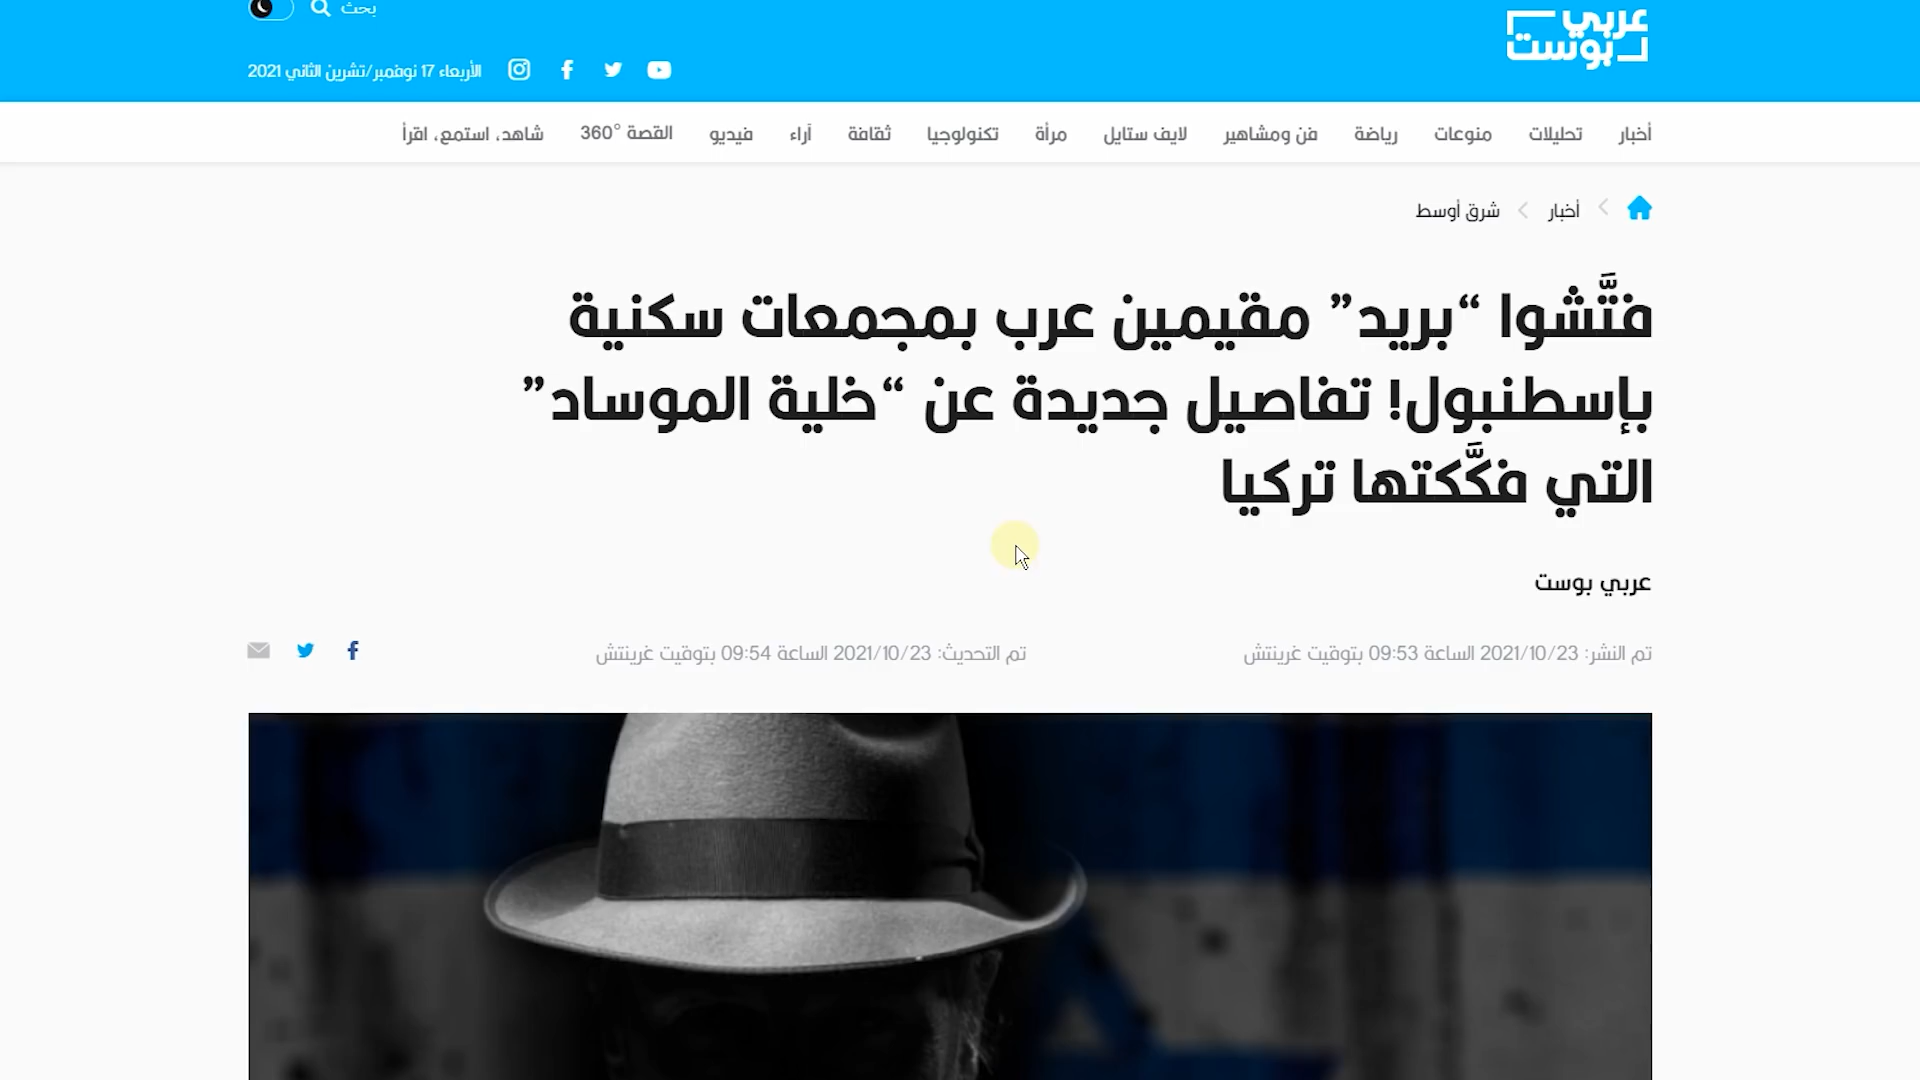 بحث
عربي
بوست
الأربعاء 17 نوفمبر/تشرين الثاني 2021
أخبار تحليلات منوعات رياضة فن ومشاهير لايف ستايل مرأة تكنولوجيا ثقافة آراء فيديو القصة °360 شاهد، استمع، اقرأ
أخبار شرق أوسط
فتَّشوا “بريد” مقيمين عرب بمجمعات سكنية
بإسطنبول! تفاصيل جديدة عن “خلية الموساد”
التي فكَّكتها تركيا
عربي بوست
تم النشر: 2021/10/23 الساعة 09:53 بتوقيت غرينتش
تم التحديث: 2021/10/23 الساعة 09:54 بتوقيت غرينتش